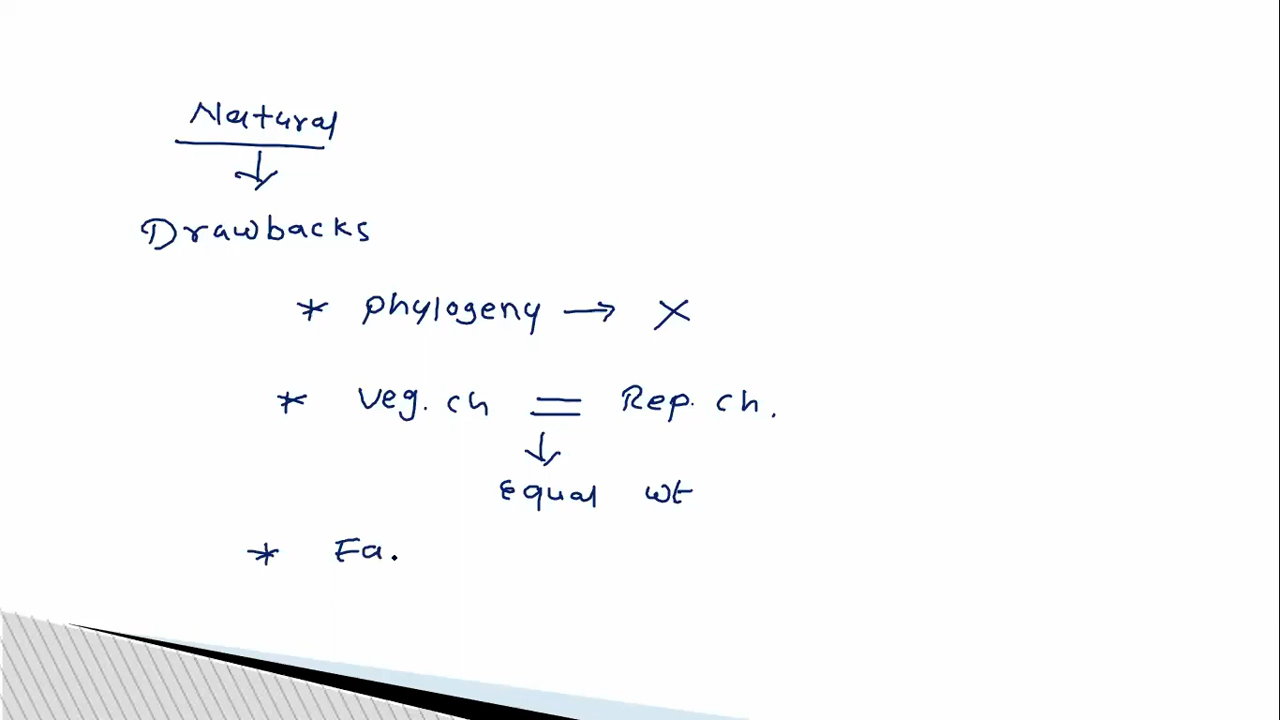 Natural
↓
Drawbacks
* phylogeny → X
* veg. ch = Rep. ch.
↓
Equal wt
* Fa.